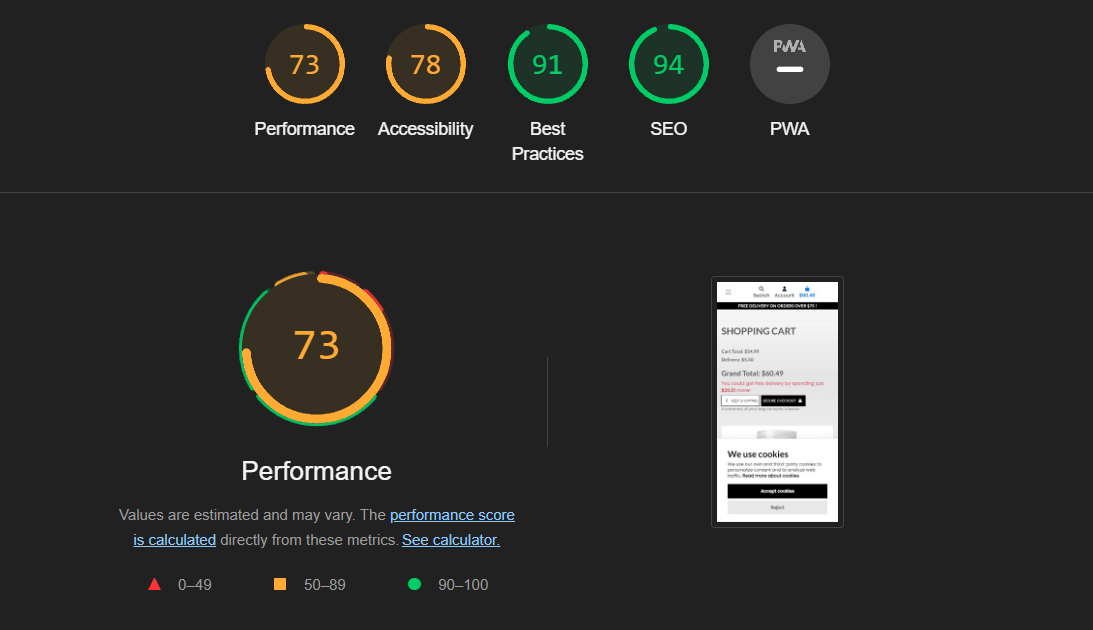 73
78
91
94
PWA
Performance
Accessibility
Best
Practices
SEO
PWA
73
Performance
Values are estimated and may vary. The performance score
is calculated directly from these metrics. See calculator.
0–49
50–89
90–100
Search Account $60.49
FREE DELIVERY ON ORDERS OVER $75 !
SHOPPING CART
Cart Total: $54.99
Delivery: $5.50
Grand Total: $60.49
You could get free delivery by spending just
$20.01 more!
KEEP SHOPPING
SECURE CHECKOUT
We use cookies
We use our own and third-party cookies to
personalize content and to analyze web
traffic. Read more about cookies
Accept cookies
Reject